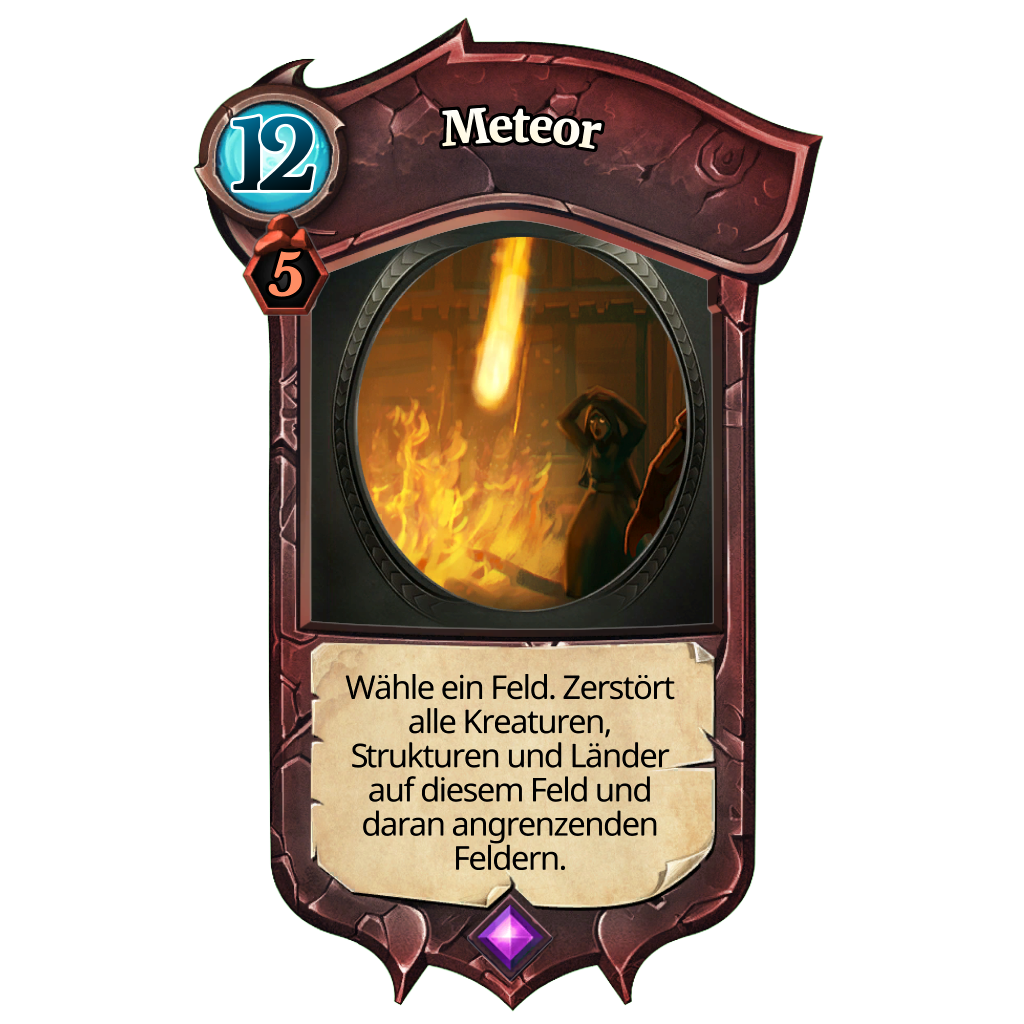 12
Meteor
5
Wähle ein Feld. Zerstört
alle Kreaturen,
Strukturen und Länder
auf diesem Feld und
daran angrenzenden
Feldern.